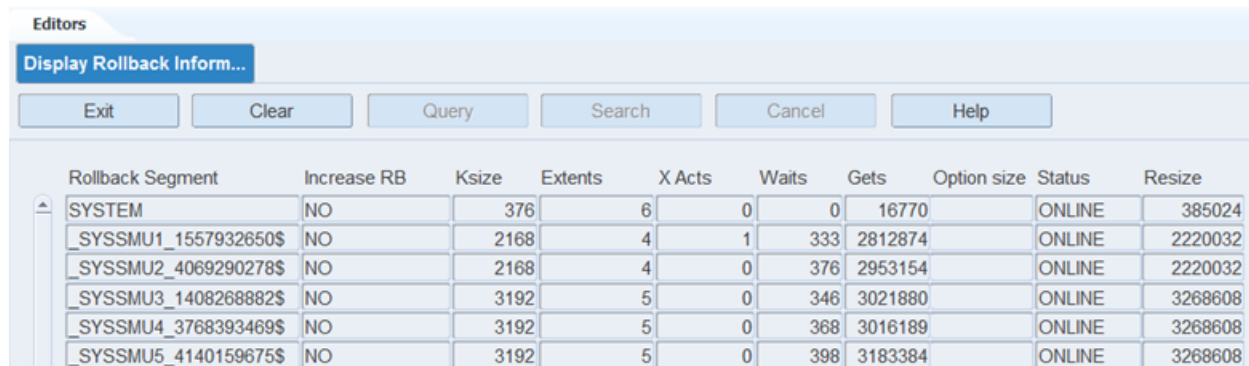 Editors
Display Rollback Inform...
Exit Clear Query Search Cancel Help
Rollback Segment Increase RB Ksize Extents X Acts Waits Gets Option size Status Resize
SYSTEM NO 376 6 0 0 16770 ONLINE 385024
_SYSSMU1_1557932650$ NO 2168 4 1 333 2812874 ONLINE 2220032
_SYSSMU2_4069290278$ NO 2168 4 0 376 2953154 ONLINE 2220032
_SYSSMU3_1408268882$ NO 3192 5 0 346 3021880 ONLINE 3268608
_SYSSMU4_3768393469$ NO 3192 5 0 368 3016189 ONLINE 3268608
_SYSSMU5_4140159675$ NO 3192 5 0 398 3183384 ONLINE 3268608